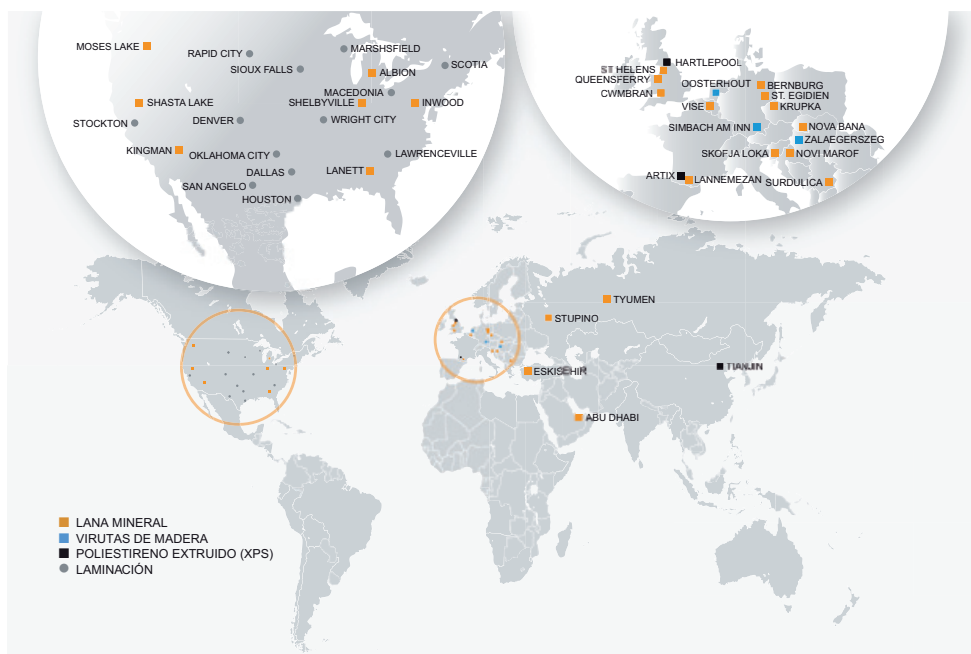 MOSES LAKE
RAPID CITY
SIOUX FALLS
MARSHSFIELD
SCOTIA
ALBION
MACEDONIA
SHASTA LAKE
SHELBYVILLE
INWOOD
STOCKTON
DENVER
WRIGHT CITY
KINGMAN
OKLAHOMA CITY
LAWRENCEVILLE
DALLAS
LANETT
SAN ANGELO
HOUSTON
HARTLEPOOL
ST HELENS
QUEENSFERRY
OOSTERHOUT
BERNBURG
CWMBRAN
ST. EGIDIEN
VISE
KRUPKA
SIMBACH AM INN
NOVA BANA
ZALAEGERSZEG
SKOFJA LOKA
NOVI MAROF
ARTIX
LANNEMEZAN
SURDULICA
TYUMEN
STUPINO
ESKISEHIR
TIANJIN
ABU DHABI
LANA MINERAL
VIRUTAS DE MADERA
POLIESTIRENO EXTRUIDO (XPS)
LAMINACIÓN